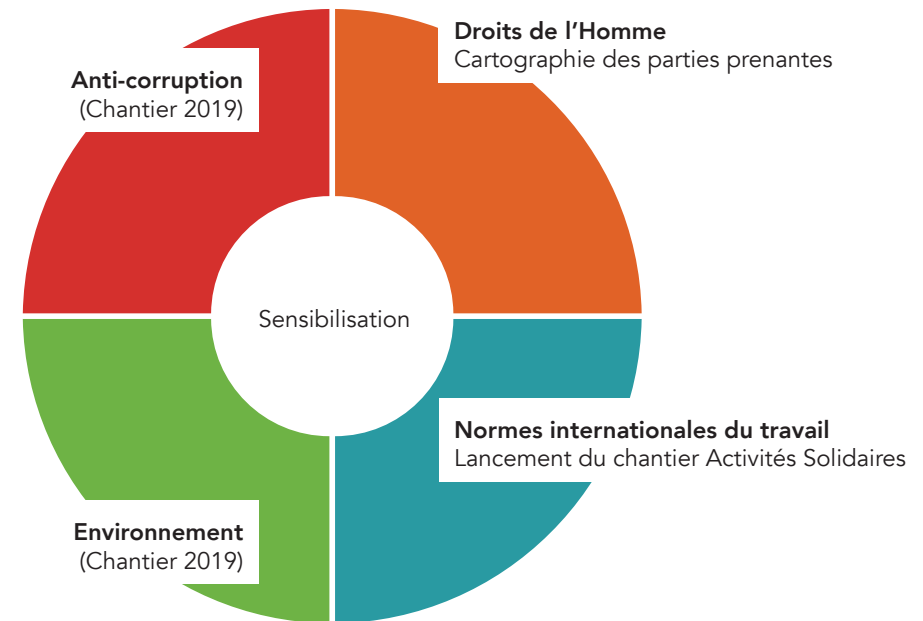 Droits de l’Homme
Cartographie des parties prenantes
Anti-corruption
(Chantier 2019)
Sensibilisation
Normes internationales du travail
Lancement du chantier Activités Solidaires
Environnement
(Chantier 2019)